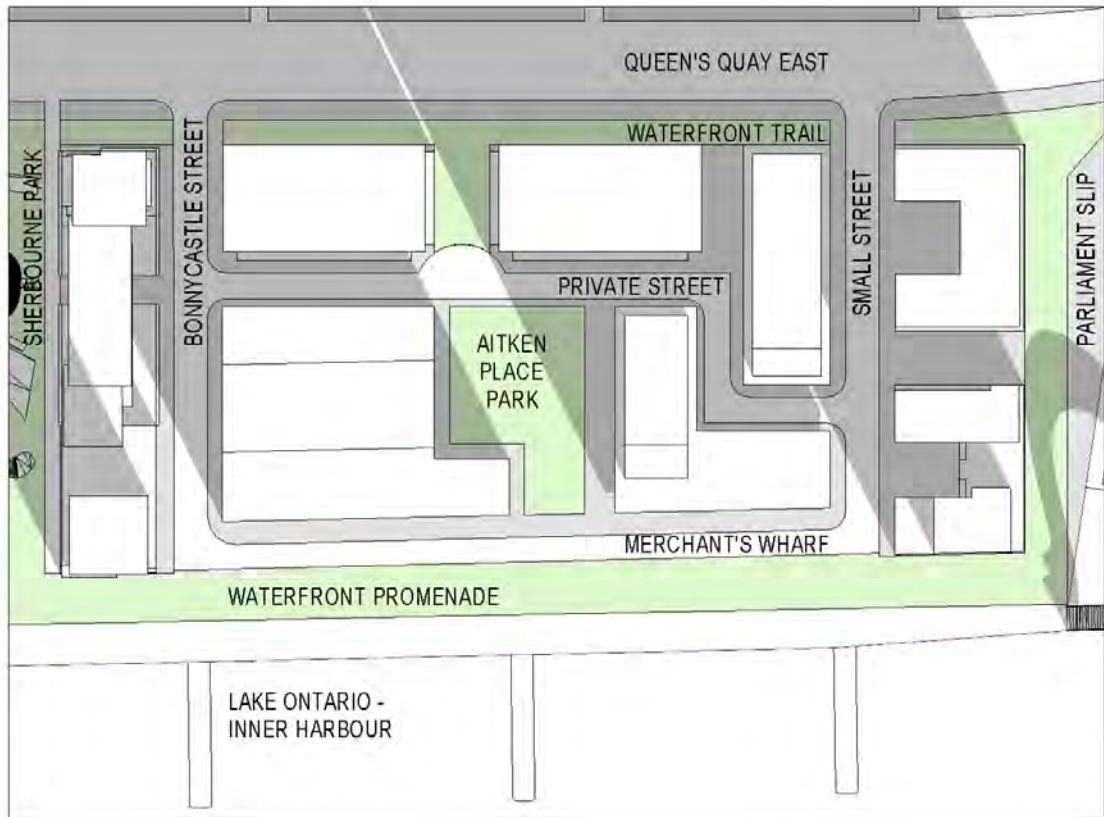 QUEEN'S QUAY EAST
WATERFRONT TRAIL
SHERBOURNE PARK
BONNYCASTLE STREET
SMALL STREET
PARLIAMENT SLIP
PRIVATE STREET
AITKEN
PLACE
PARK
MERCHANT'S WHARF
WATERFRONT PROMENADE
LAKE ONTARIO -
INNER HARBOUR